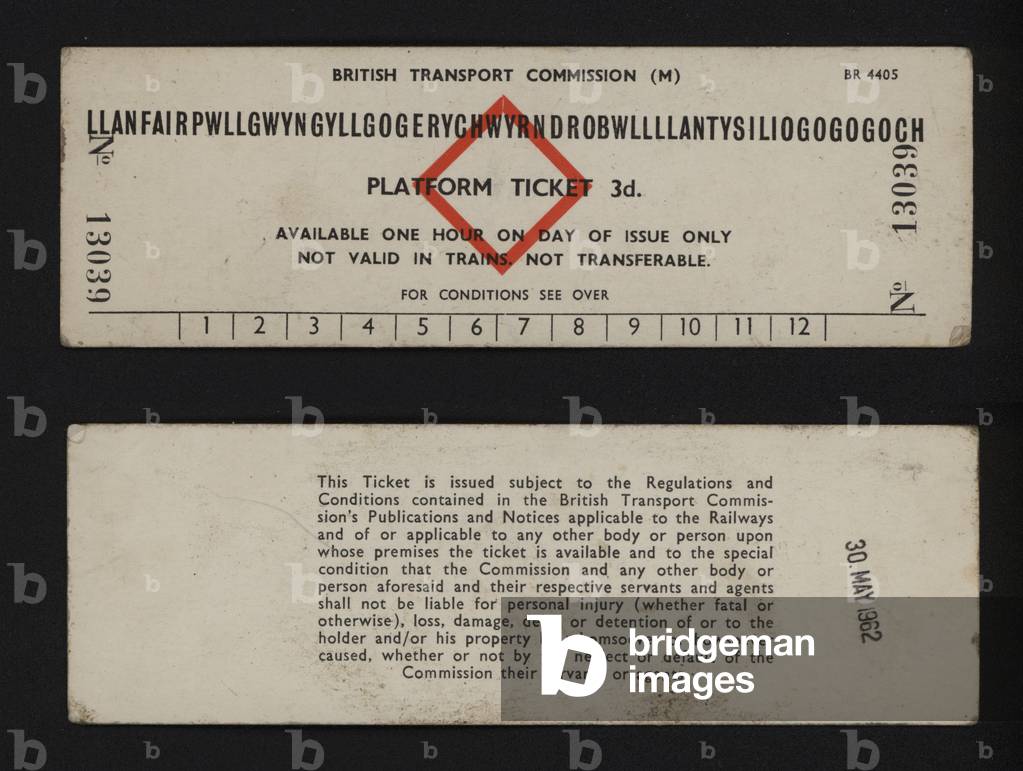 BRITISH TRANSPORT COMMISSION (M)
BR 4405
LLANFAIRPWLLGWYNGYLLGOGERYCHWYRNDROBWLLLLANTYSILIOGOGOGOCH
PLATFORM TICKET 3d.
AVAILABLE ONE HOUR ON DAY OF ISSUE ONLY
NOT VALID IN TRAINS. NOT TRANSFERABLE.
FOR CONDITIONS SEE OVER
Nº 13039
Nº 13039
1 2 3 4 5 6 7 8 9 10 11 12
This Ticket is issued subject to the Regulations and
Conditions contained in the British Transport Commis-
sion's Publications and Notices applicable to the Railways
and of or applicable to any other body or person upon
whose premises the ticket is available and to the special
condition that the Commission and any other body or
person aforesaid and their respective servants and agents
shall not be liable for personal injury (whether fatal or
otherwise), loss, damage, or detention of or to the
holder and/or his property
caused, whether or not by neglect or default of the
Commission their or
30. MAY 1962
bridgeman
images